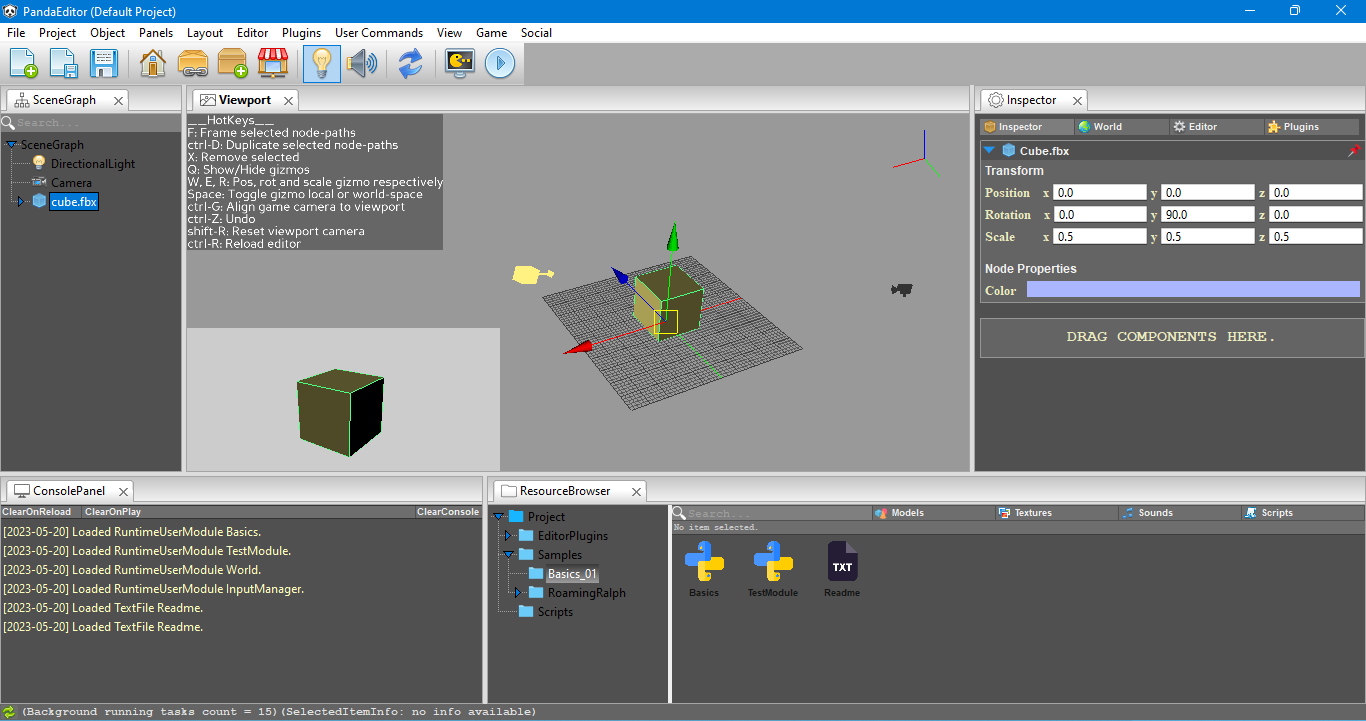 PandaEditor (Default Project)
File Project Object Panels Layout Editor Plugins User Commands View Game Social
SceneGraph
Search...
SceneGraph
DirectionalLight
Camera
cube.fbx
Viewport
__HotKeys__
F: Frame selected node-paths
ctrl-D: Duplicate selected node-paths
X: Remove selected
Q: Show/Hide gizmos
W, E, R: Pos, rot and scale gizmo respectively
Space: Toggle gizmo local or world-space
ctrl-G: Align game camera to viewport
ctrl-Z: Undo
shift-R: Reset viewport camera
ctrl-R: Reload editor
Inspector
Inspector World Editor Plugins
Cube.fbx
Transform
Position x 0.0 y 0.0 z 0.0
Rotation x 0.0 y 90.0 z 0.0
Scale x 0.5 y 0.5 z 0.5
Node Properties
Color
DRAG COMPONENTS HERE.
ConsolePanel
ClearOnReload ClearOnPlay ClearConsole
[2023-05-20] Loaded RuntimeUserModule Basics.
[2023-05-20] Loaded RuntimeUserModule TestModule.
[2023-05-20] Loaded RuntimeUserModule World.
[2023-05-20] Loaded RuntimeUserModule InputManager.
[2023-05-20] Loaded TextFile Readme.
[2023-05-20] Loaded TextFile Readme.
ResourceBrowser
Project
EditorPlugins
Samples
Basics_01
RoamingRalph
Scripts
Search... Models Textures Sounds Scripts
No item selected.
TXT
Basics TestModule Readme
(Background running tasks count = 15)(SelectedItemInfo: no info available)